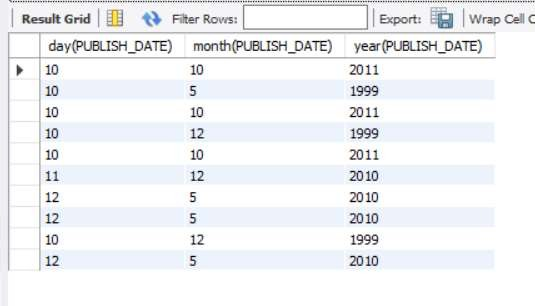 Result Grid Filter Rows: Export: Wrap Cell C
day(PUBLISH_DATE) month(PUBLISH_DATE) year(PUBLISH_DATE)
10 10 2011
10 5 1999
10 10 2011
10 12 1999
10 10 2011
11 12 2010
12 5 2010
12 5 2010
10 12 1999
12 5 2010